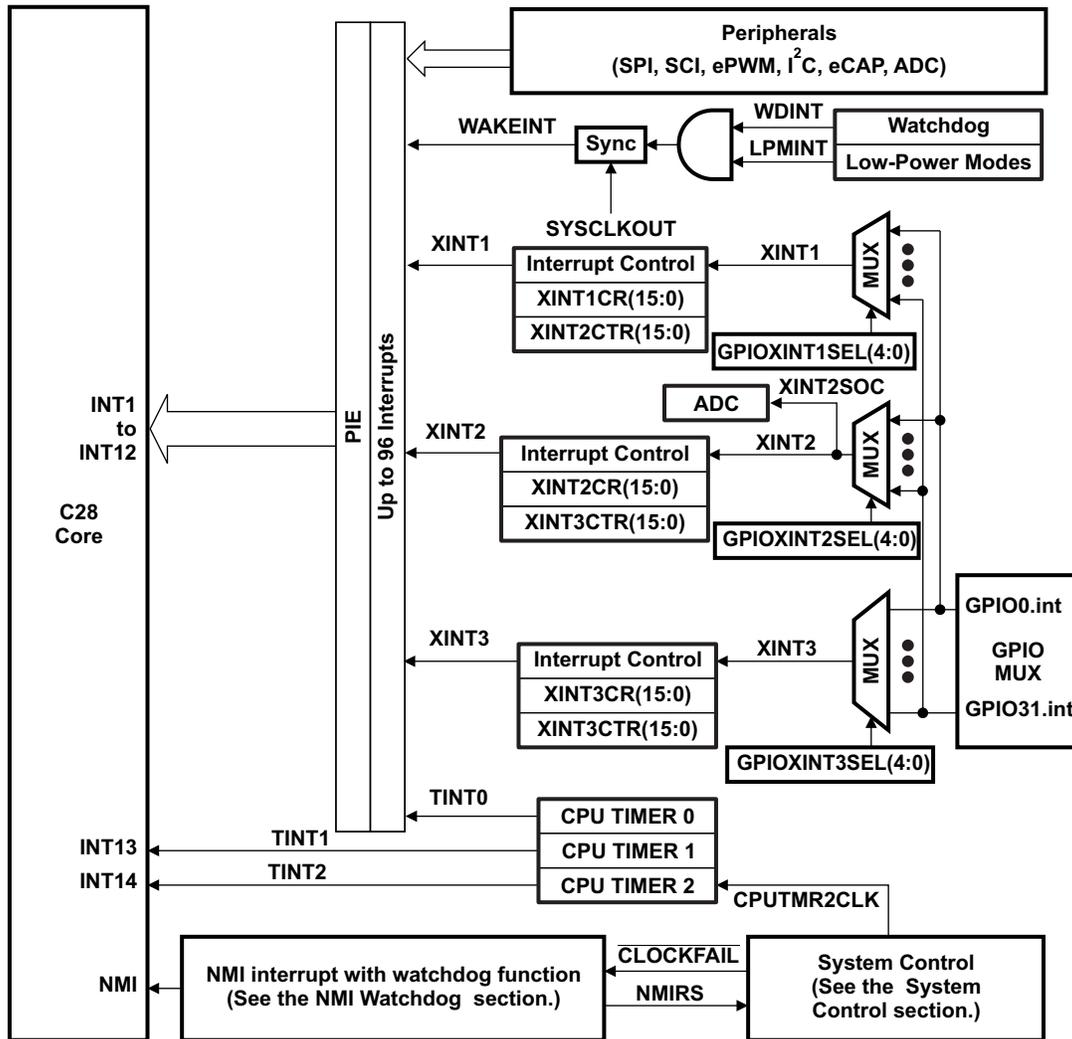 Peripherals
(SPI, SCI, ePWM, I²C, eCAP, ADC)
WDINT
WAKEINT
Watchdog
Sync
LPMINT
Low-Power Modes
SYSCLKOUT
XINT1
Interrupt Control
XINT1
MUX
XINT1CR(15:0)
XINT2CTR(15:0)
GPIOXINT1SEL(4:0)
XINT2SOC
ADC
INT1
to
INT12
PIE
Up to 96 Interrupts
XINT2
Interrupt Control
XINT2
MUX
XINT2CR(15:0)
XINT3CTR(15:0)
GPIOXINT2SEL(4:0)
C28
Core
GPIO0.int
XINT3
Interrupt Control
XINT3
MUX
GPIO
MUX
XINT3CR(15:0)
XINT3CTR(15:0)
GPIO31.int
GPIOXINT3SEL(4:0)
TINT0
CPU TIMER 0
INT13
TINT1
CPU TIMER 1
INT14
TINT2
CPU TIMER 2
CPUTMR2CLK
CLOCKFAIL
NMI
NMI interrupt with watchdog function
(See the NMI Watchdog section.)
NMIRS
System Control
(See the System
Control section.)